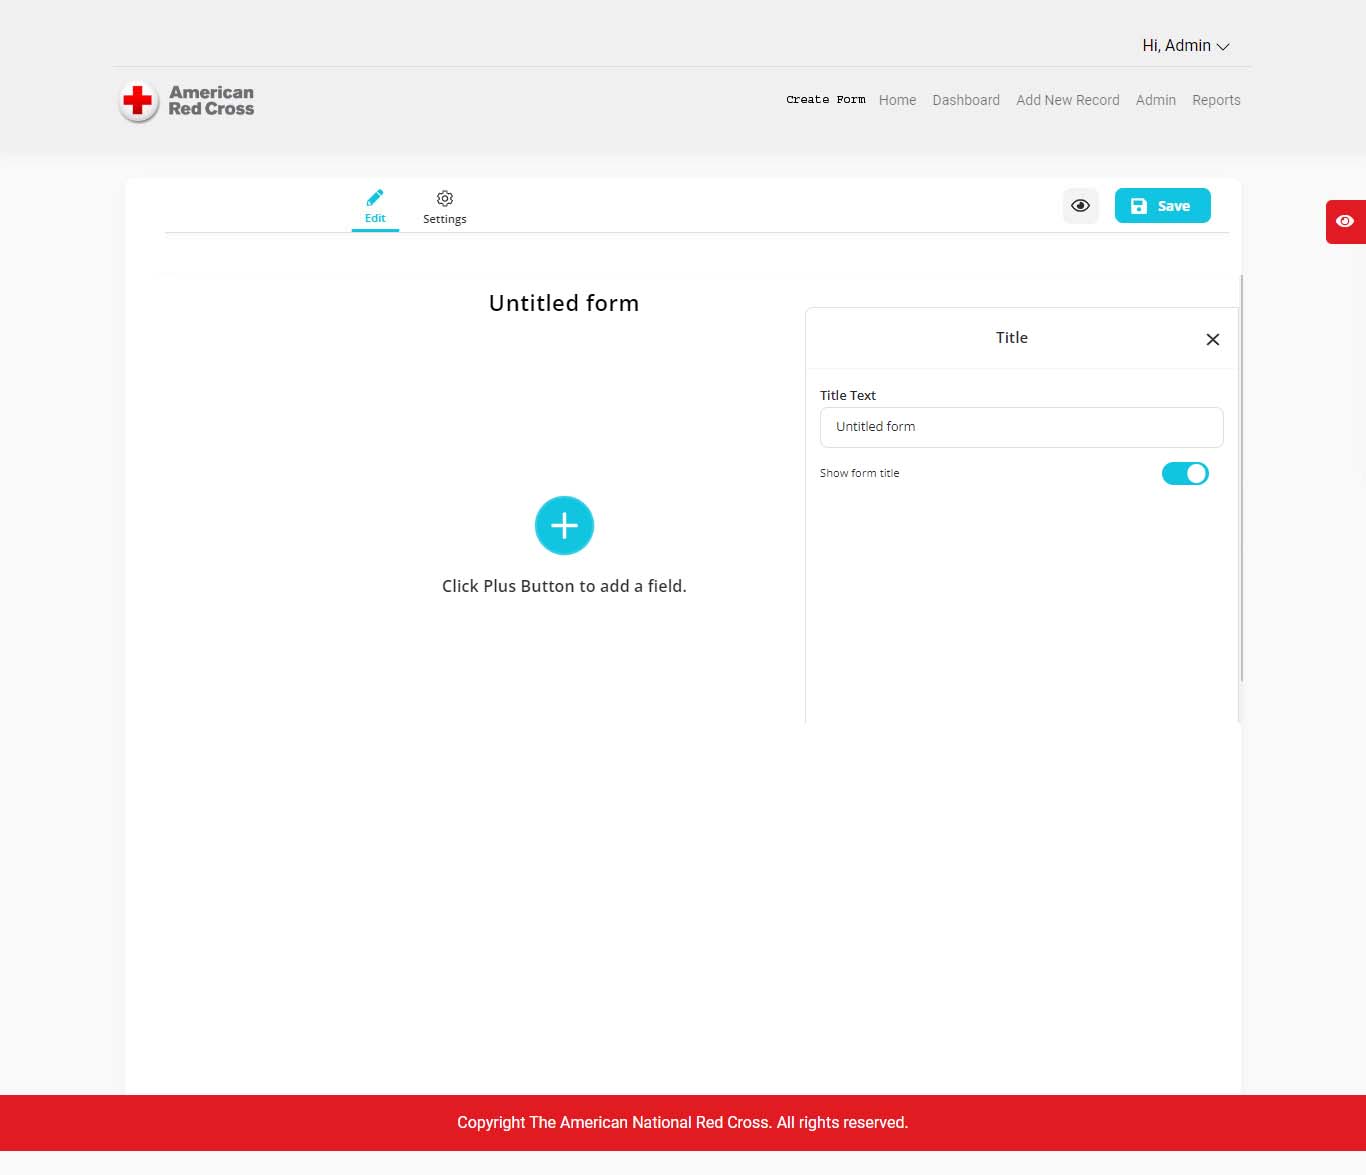 Hi, Admin
American
Red Cross
Create Form Home Dashboard Add New Record Admin Reports
Edit
Settings
Save
Untitled form
Title
Title Text
Untitled form
Show form title
Click Plus Button to add a field.
Copyright The American National Red Cross. All rights reserved.